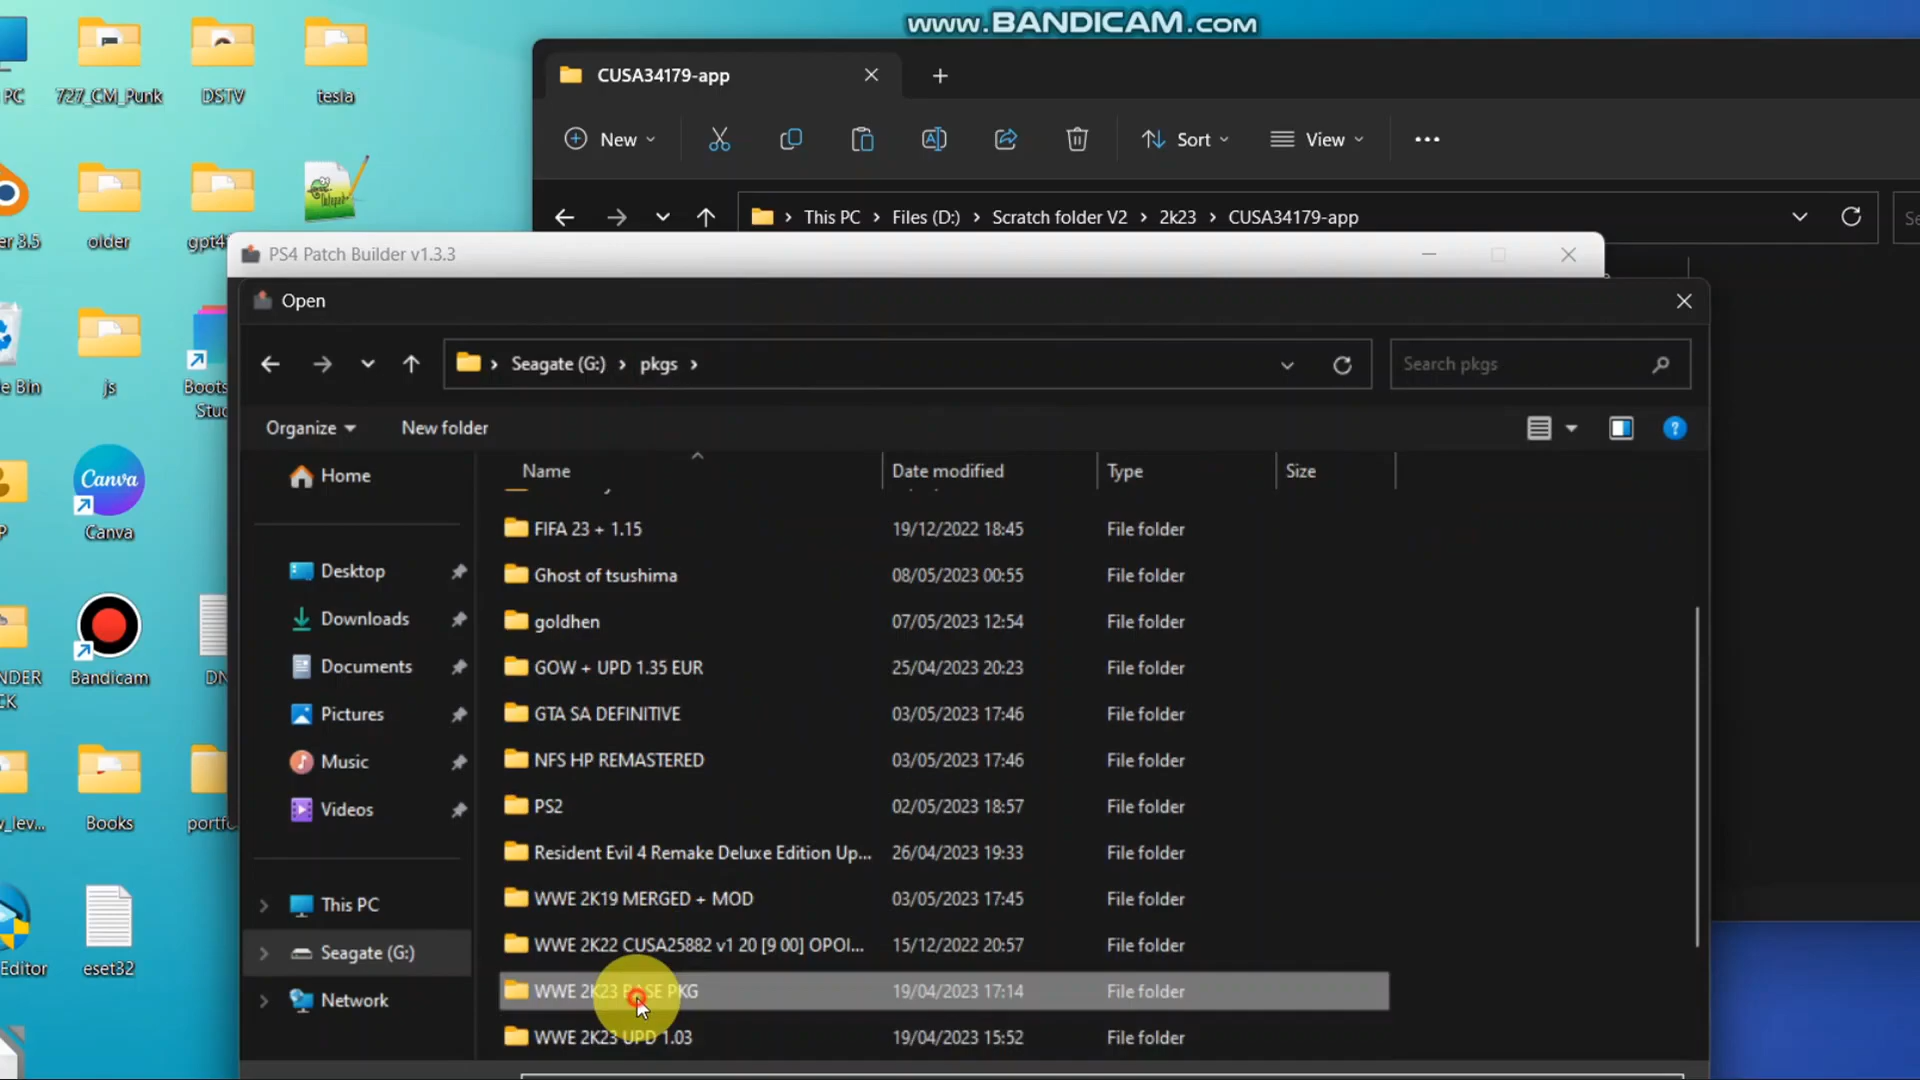 www.BANDICAM.com
PC
727_CM_Punk
DSTV
tesla
CUSA34179-app
New
Sort
View
er 3.5
older
This PC
Files (D:)
Scratch folder V2
2k23
CUSA34179-app
PS4 Patch Builder v1.3.3
Open
Seagate (G:)
pkgs
Search pkgs
le Bin
js
Organize
New folder
Name
Date modified
Type
Size
Home
Canva
Canva
FIFA 23 + 1.15
19/12/2022 18:45
File folder
Desktop
Ghost of tsushima
08/05/2023 00:55
File folder
Downloads
goldhen
07/05/2023 12:54
File folder
Documents
GOW + UPD 1.35 EUR
25/04/2023 20:23
File folder
Bandicam
Pictures
GTA SA DEFINITIVE
03/05/2023 17:46
File folder
Music
NFS HP REMASTERED
03/05/2023 17:46
File folder
Videos
PS2
02/05/2023 18:57
File folder
Books
Resident Evil 4 Remake Deluxe Edition Up...
26/04/2023 19:33
File folder
This PC
WWE 2K19 MERGED + MOD
03/05/2023 17:45
File folder
Seagate (G:)
WWE 2K22 CUSA25882 v1 20 [9 00] OPOI...
15/12/2022 20:57
File folder
Editor
eset32
Network
WWE 2K23 BASE PKG
19/04/2023 17:14
File folder
WWE 2K23 UPD 1.03
19/04/2023 15:52
File folder